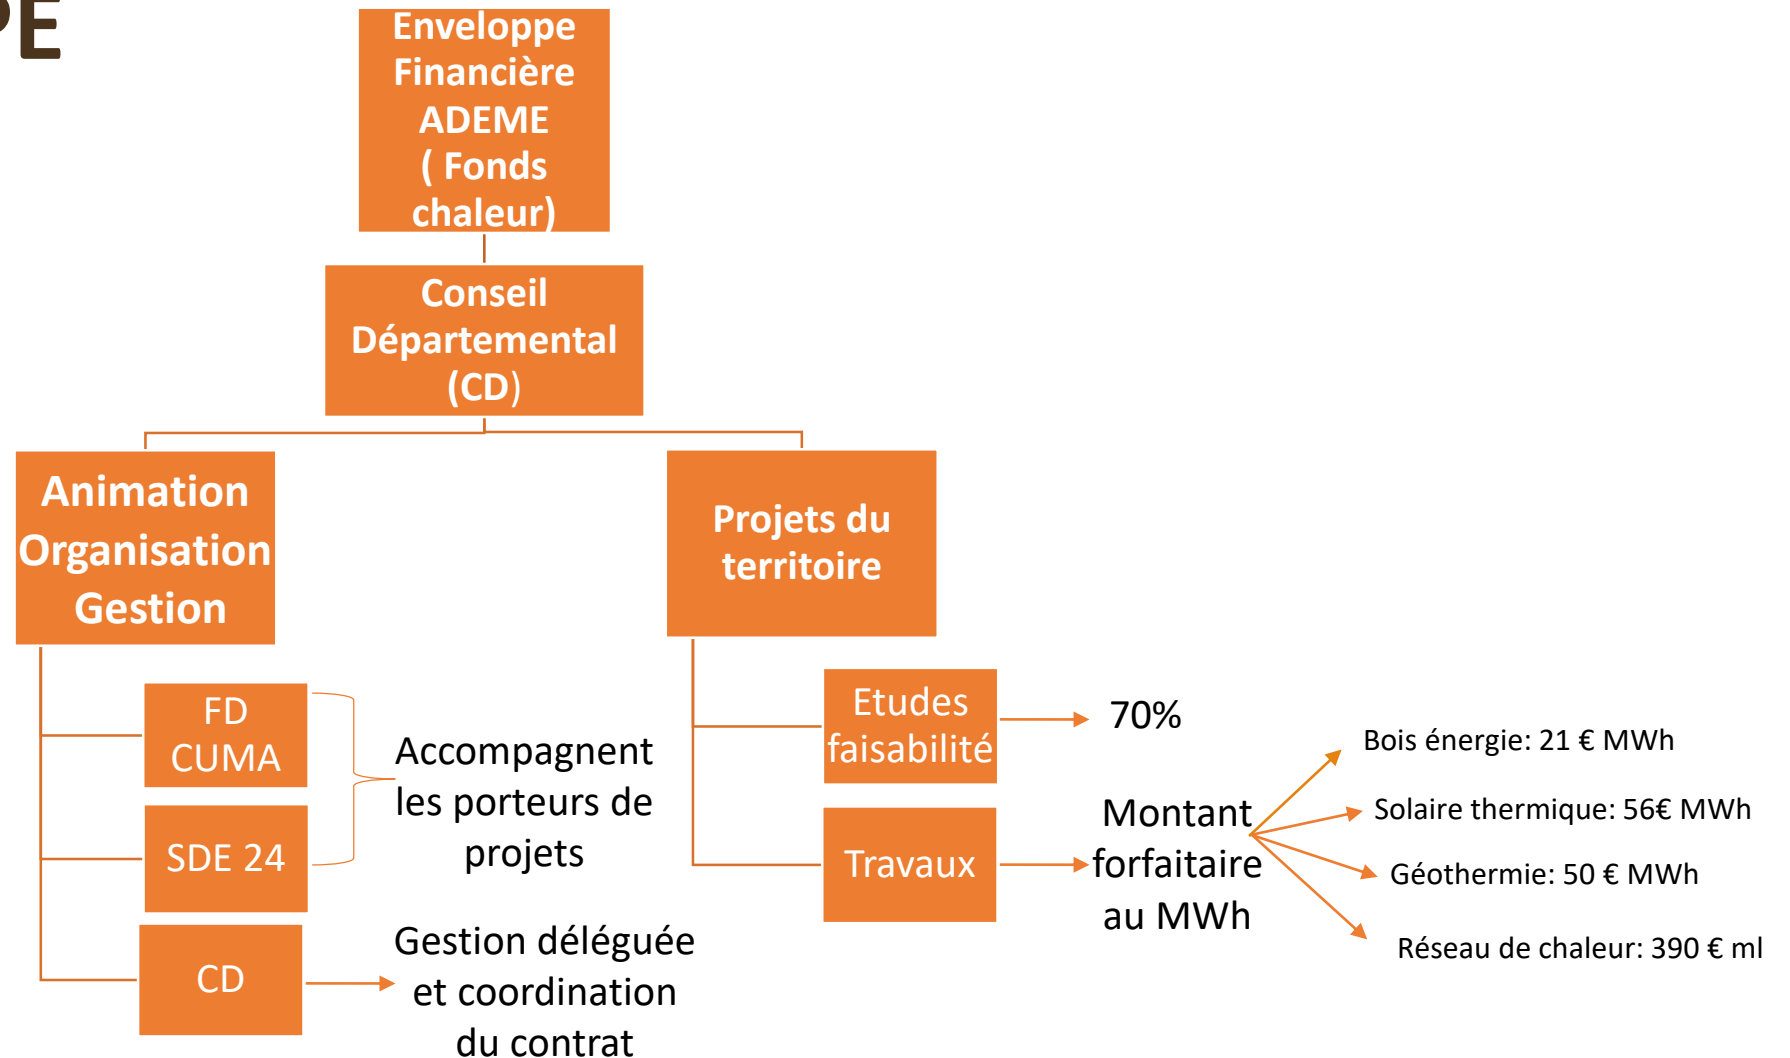 PE
Enveloppe
Financière
ADEME
( Fonds
chaleur)
Conseil
Départemental
(CD)
Animation
Organisation
Gestion
FD
CUMA
SDE 24
Accompagnent
les porteurs de
projets
CD
Gestion déléguée
et coordination
du contrat
Projets du
territoire
Etudes
faisabilité
70%
Travaux
Montant
forfaitaire
au MWh
Bois énergie: 21 € MWh
Solaire thermique: 56€ MWh
Géothermie: 50 € MWh
Réseau de chaleur: 390 € ml